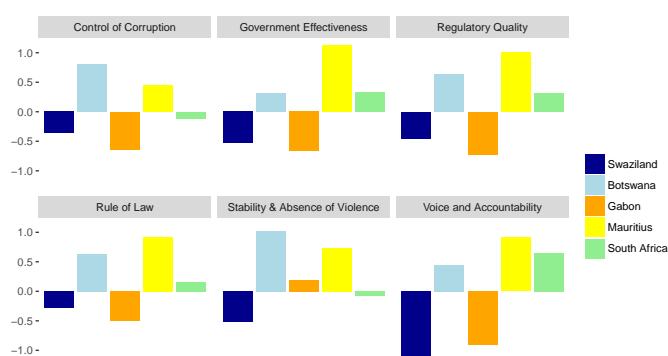 Control of Corruption
Government Effectiveness
Regulatory Quality
1.0
0.5
0.0
−0.5
−1.0
Swaziland
Botswana
Gabon
Mauritius
South Africa
Rule of Law
Stability & Absence of Violence
Voice and Accountability
1.0
0.5
0.0
−0.5
−1.0